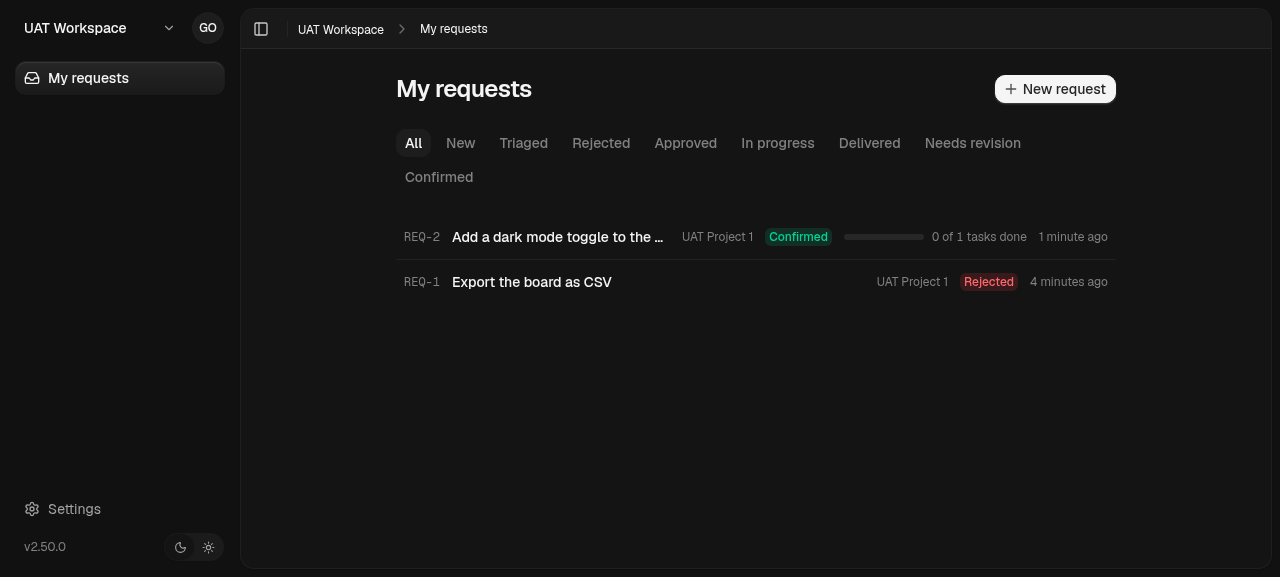 UAT Workspace
GO
My requests
UAT Workspace
My requests
My requests
New request
All New Triaged Rejected Approved In progress Delivered Needs revision
Confirmed
REQ-2 Add a dark mode toggle to the ... UAT Project 1 Confirmed 0 of 1 tasks done 1 minute ago
REQ-1 Export the board as CSV UAT Project 1 Rejected 4 minutes ago
Settings
v2.50.0